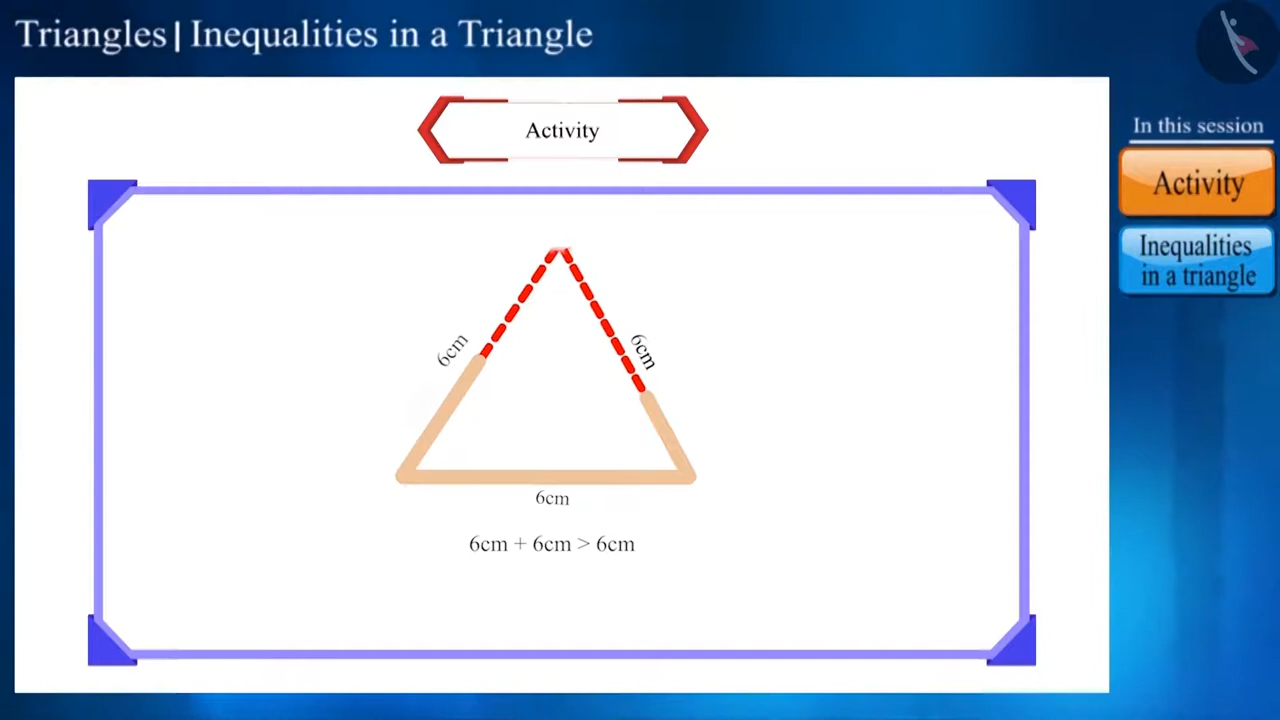 Triangles | Inequalities in a Triangle
Activity
In this session
Activity
Inequalities
in a triangle
6cm
6cm
6cm
6cm + 6cm > 6cm